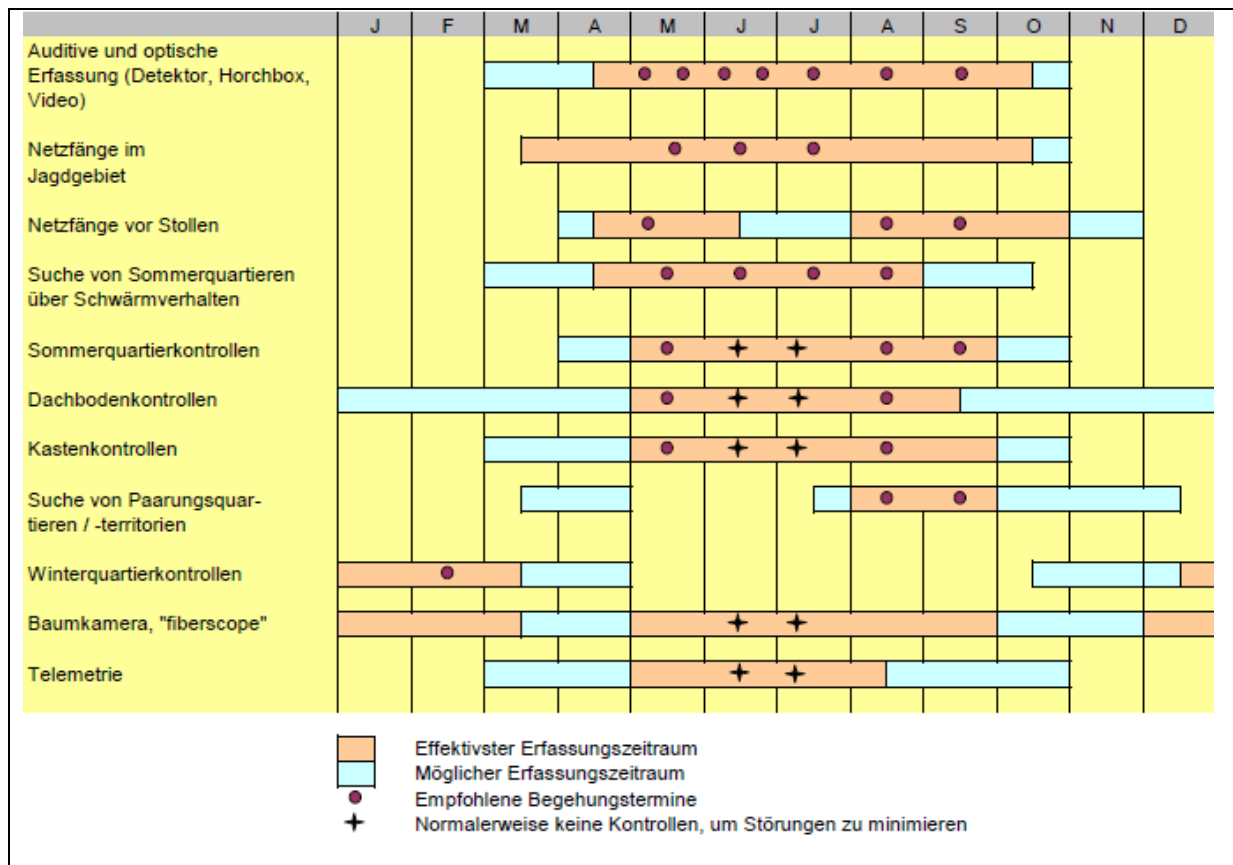 J F M A M J J A S O N D
Auditive und optische
Erfassung (Detektor, Horchbox,
Video)
Netzfänge im
Jagdgebiet
Netzfänge vor Stollen
Suche von Sommerquartieren
über Schwärmverhalten
Sommerquartierkontrollen
Dachbodenkontrollen
Kastenkontrollen
Suche von Paarungsquar-
tieren / -territorien
Winterquartierkontrollen
Baumkamera, "fiberscope"
Telemetrie
Effektivster Erfassungszeitraum
Möglicher Erfassungszeitraum
Empfohlene Begehungstermine
Normalerweise keine Kontrollen, um Störungen zu minimieren